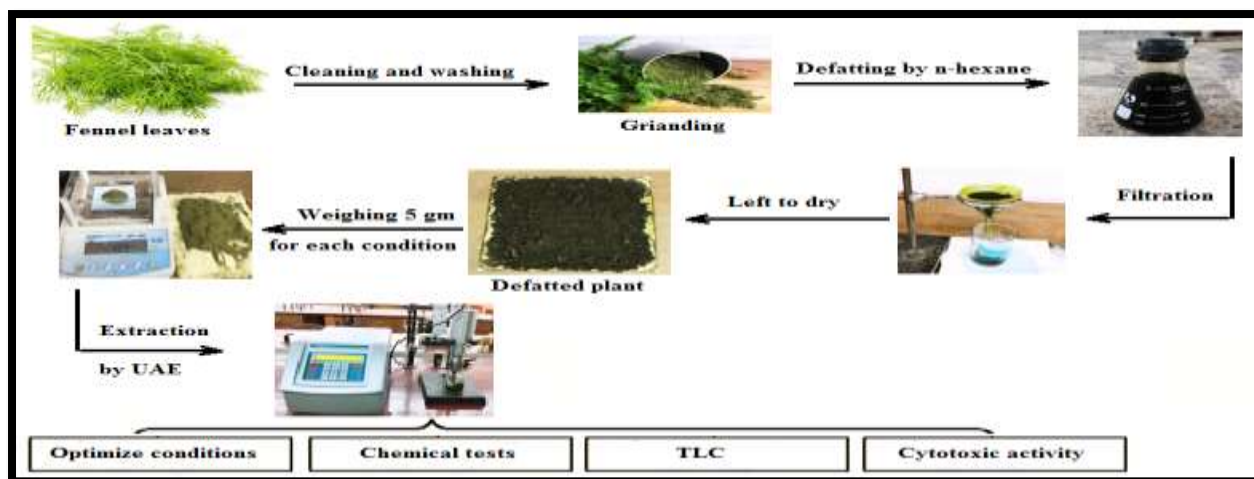 Cleaning and washing
Defatting by n-hexane
Fennel leaves
Grianding
Filtration
Left to dry
Weighing 5 gm
for each condition
Defatted plant
Extraction
by UAE
Optimize conditions
Chemical tests
TLC
Cytotoxic activity